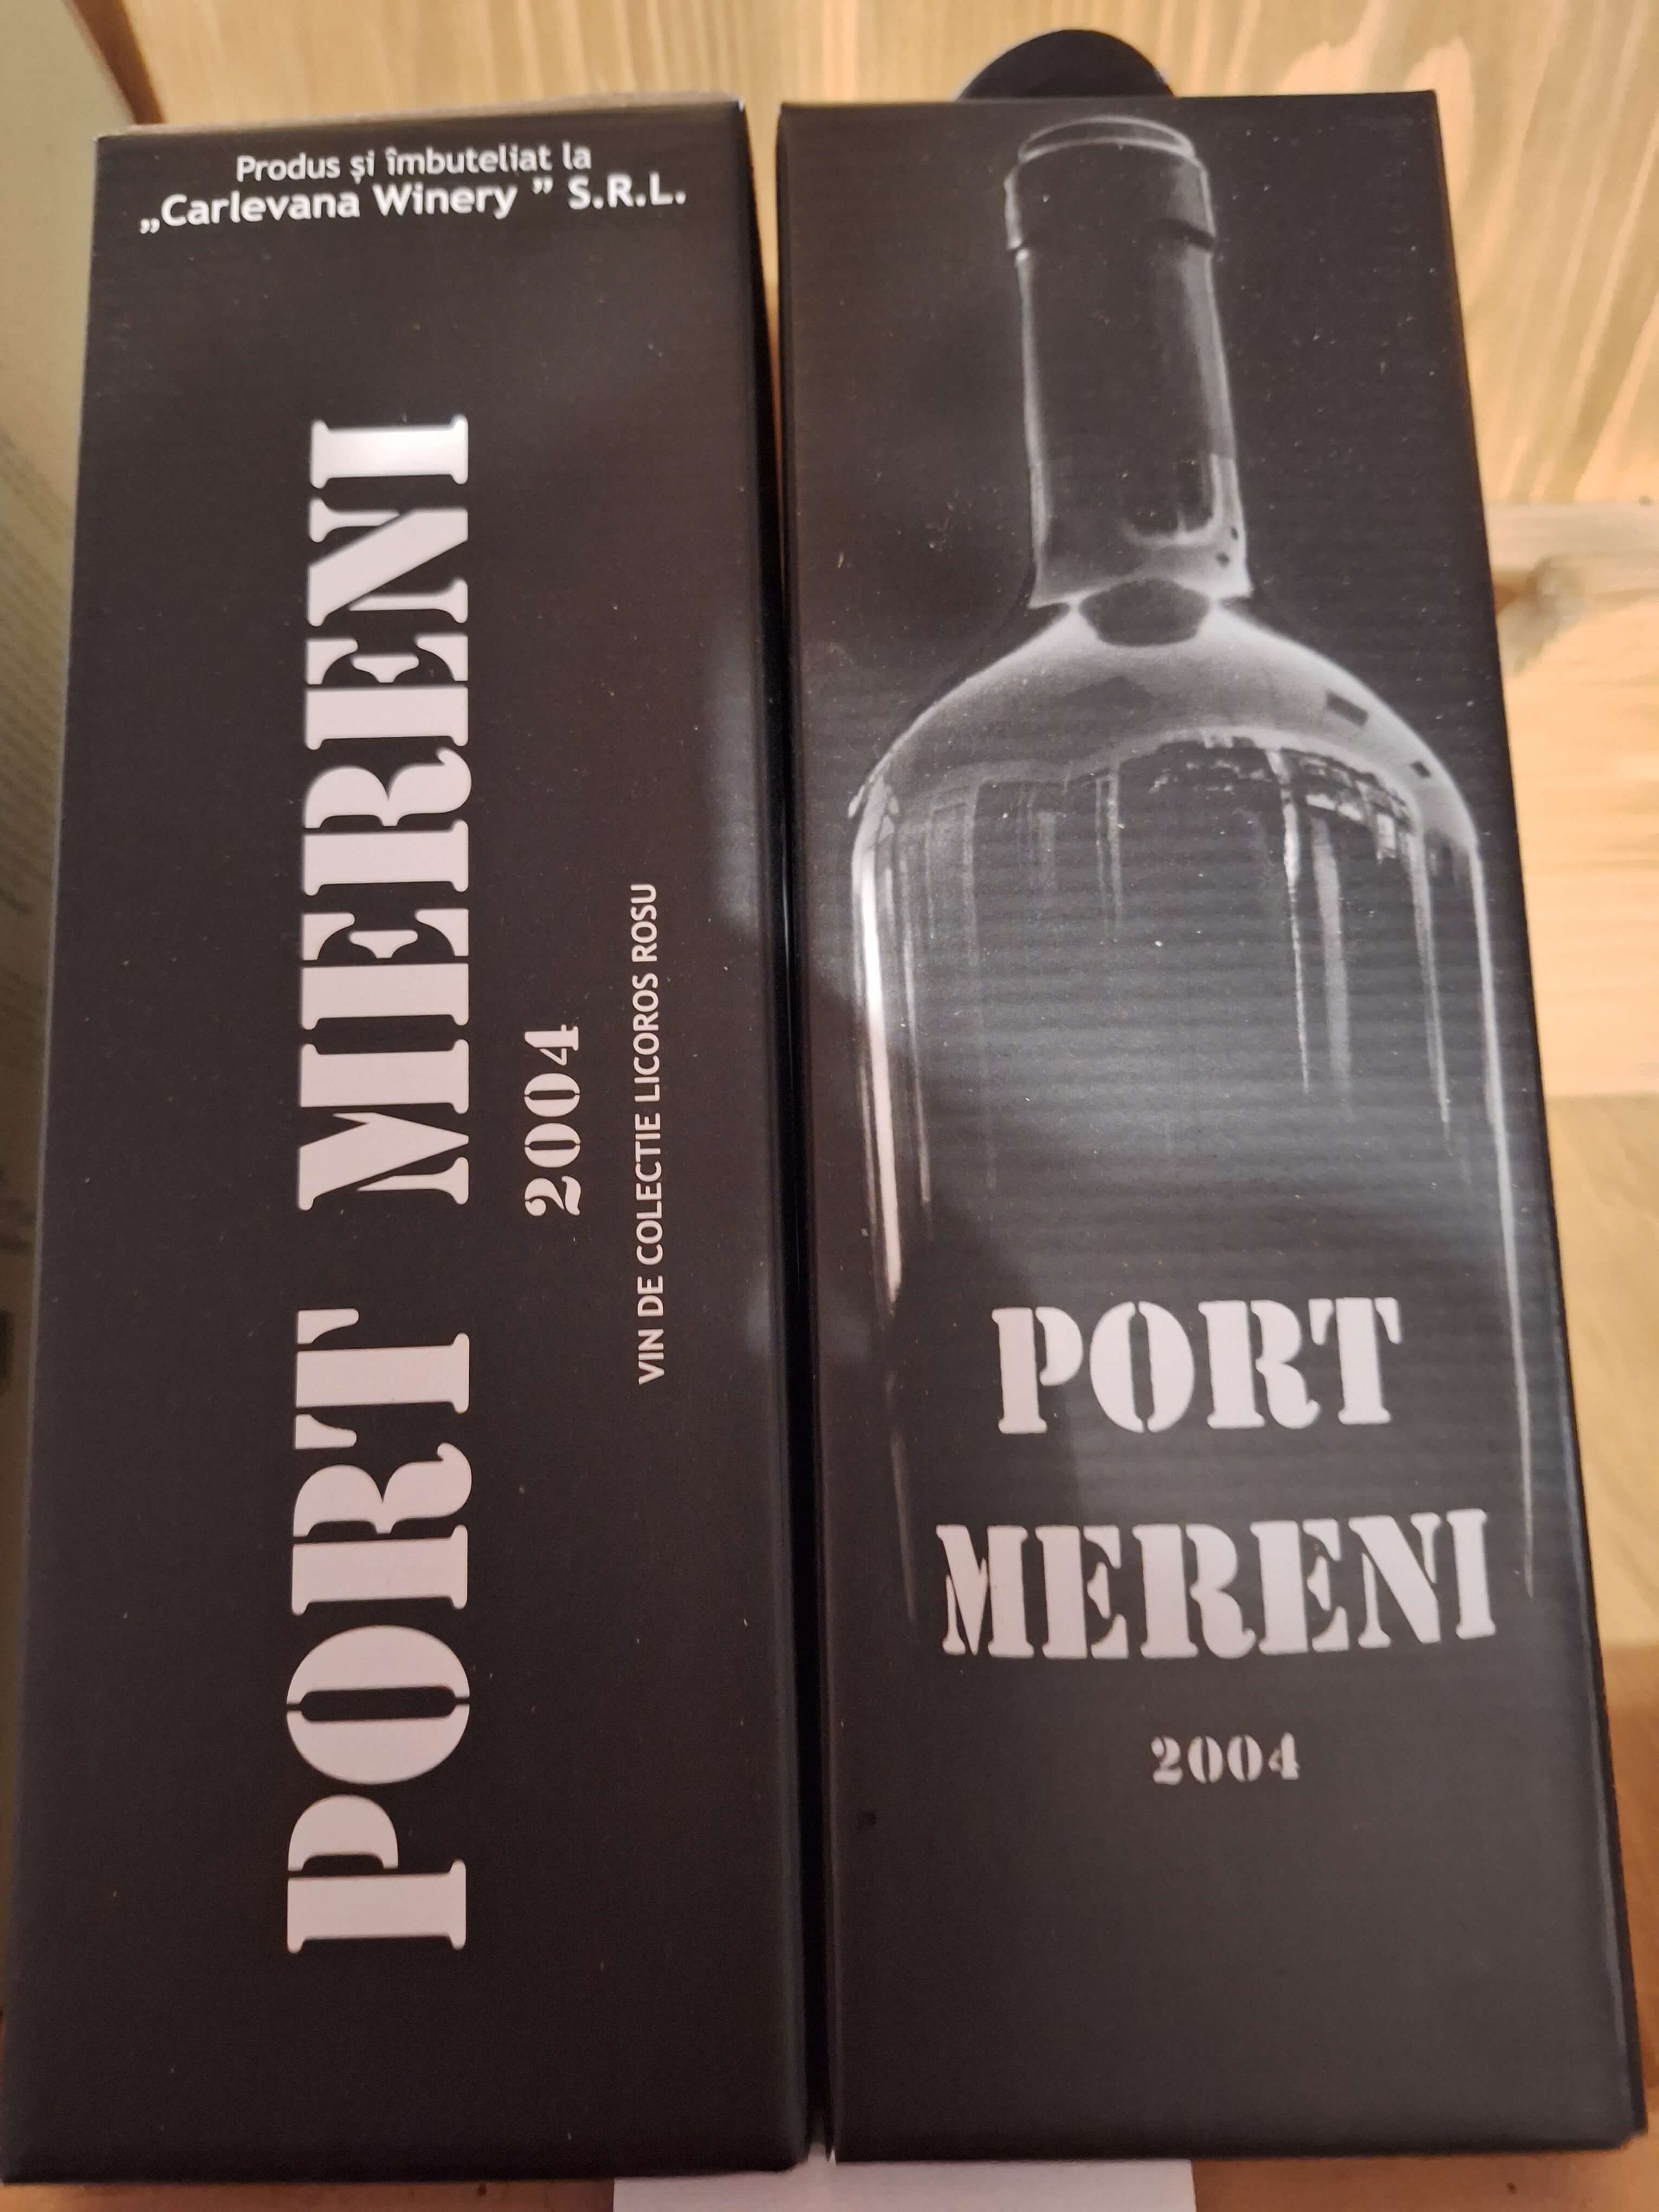 Produs și îmbuteliat la
„Carlevana Winery ” S.R.L.
PORT MERENI
2004
VIN DE COLECTIE LICOROS ROSU
PORT
MERENI
2004